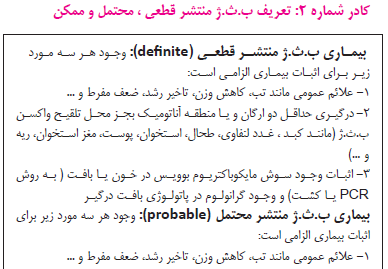 کادر شماره ۲: تعریف ب.ث.ژ منتشر قطعی ، محتمل و ممکن
بیماری ب.ث.ژ منتشر قطعی (definite): وجود هر سه مورد
زیر برای اثبات بیماری الزامی است:
۱- علائم عمومی مانند تب، کاهش وزن، تاخیر رشد، ضعف مفرط و ...
۲- درگیری حداقل دو ارگان و یا منطقه آناتومیک بجز محل تلقیح واکسن
ب.ث.ژ (مانند کبد ، غدد لنفاوی، طحال، استخوان، پوست، مغز استخوان، ریه
و ...)
۳- اثبات وجود سوش مایکوباکتریوم بوویس در خون یا بافت ( به روش
PCR یا کشت) و وجود گرانولوم در پاتولوژی بافت درگیر
بیماری ب.ث.ژ منتشر محتمل (probable): وجود هر سه مورد زیر برای
اثبات بیماری الزامی است:
۱- علائم عمومی مانند تب، کاهش وزن، تاخیر رشد، ضعف مفرط و ...